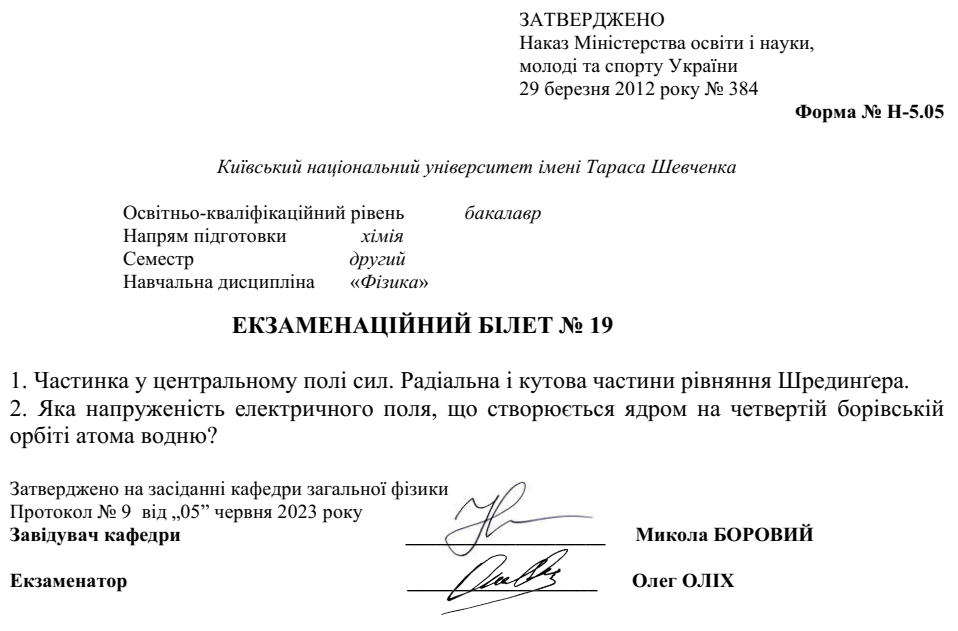 ЗАТВЕРДЖЕНО
Наказ Міністерства освіти і науки,
молоді та спорту України
29 березня 2012 року № 384
Форма № Н-5.05
Київський національний університет імені Тараса Шевченка
Освітньо-кваліфікаційний рівень бакалавр
Напрям підготовки хімія
Семестр другий
Навчальна дисципліна «Фізика»
ЕКЗАМЕНАЦІЙНИЙ БІЛЕТ № 19
1. Частинка у центральному полі сил. Радіальна і кутова частини рівняння Шрединґера.
2. Яка напруженість електричного поля, що створюється ядром на четвертій борівській
орбіті атома водню?
Затверджено на засіданні кафедри загальної фізики
Протокол № 9 від „05” червня 2023 року
Завідувач кафедри Микола БОРОВИЙ
Екзаменатор Олег ОЛІХ